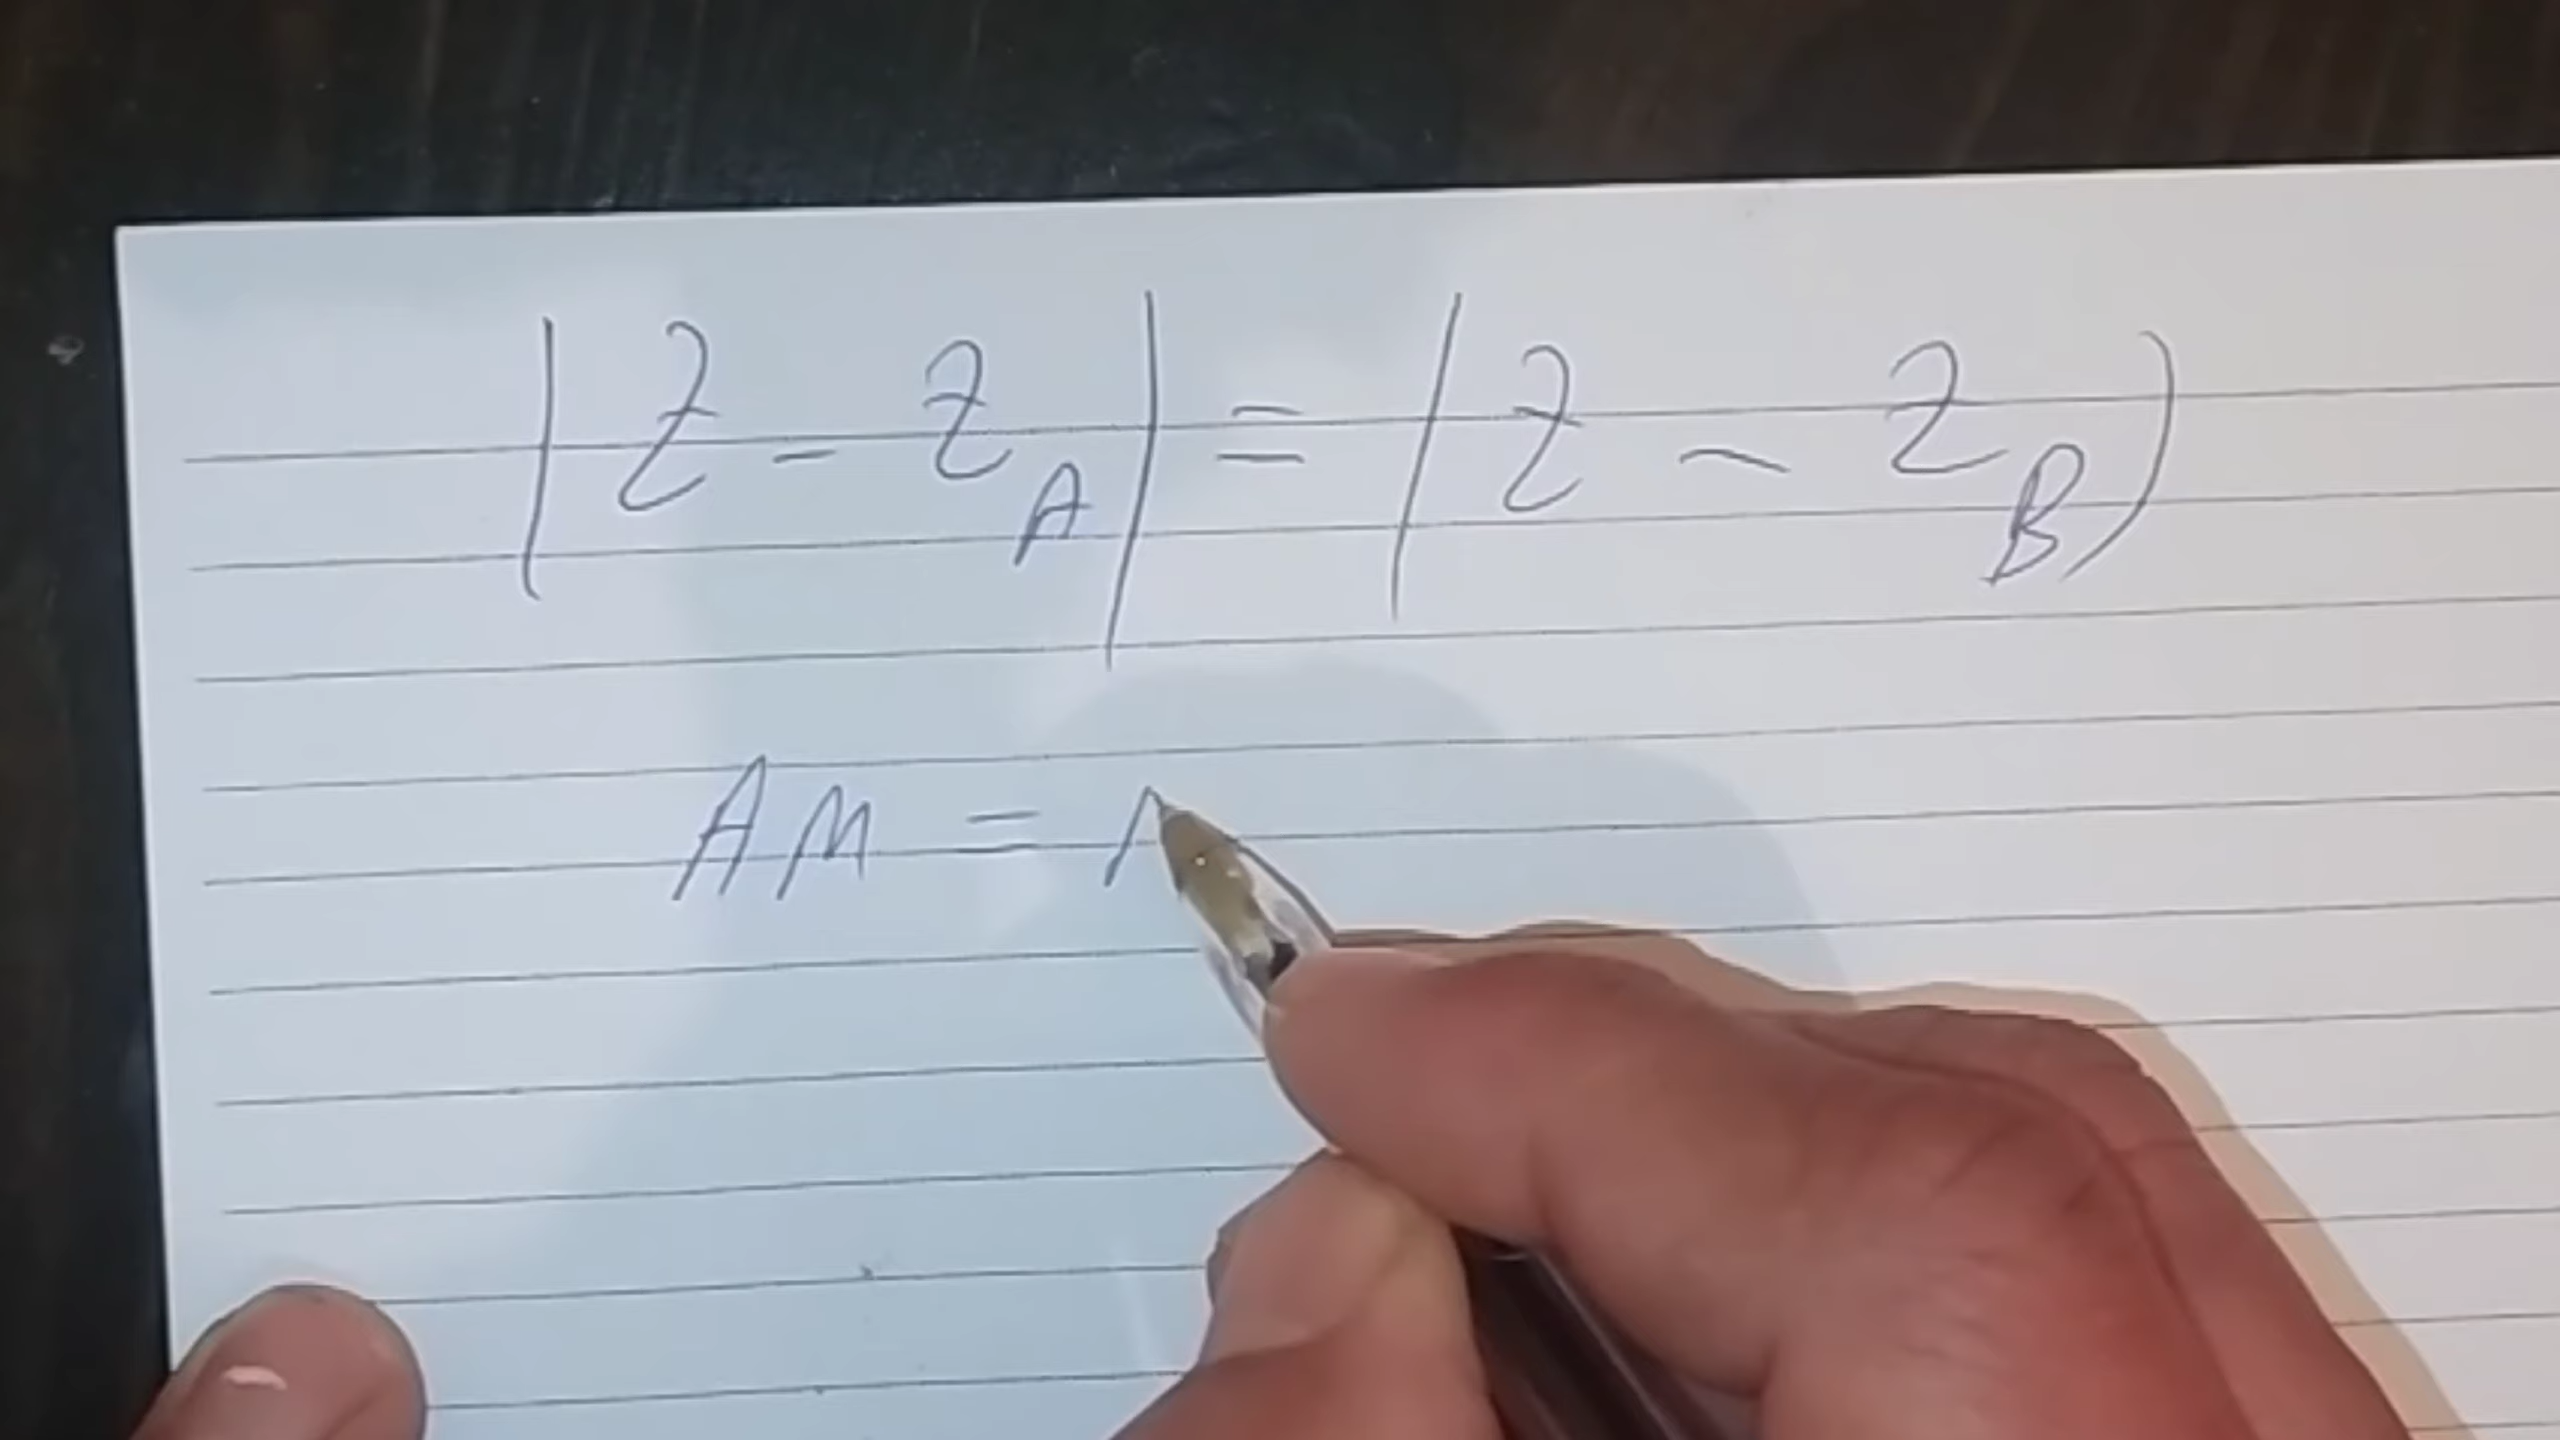 |z - z_A| = |z - z_B|
AM =